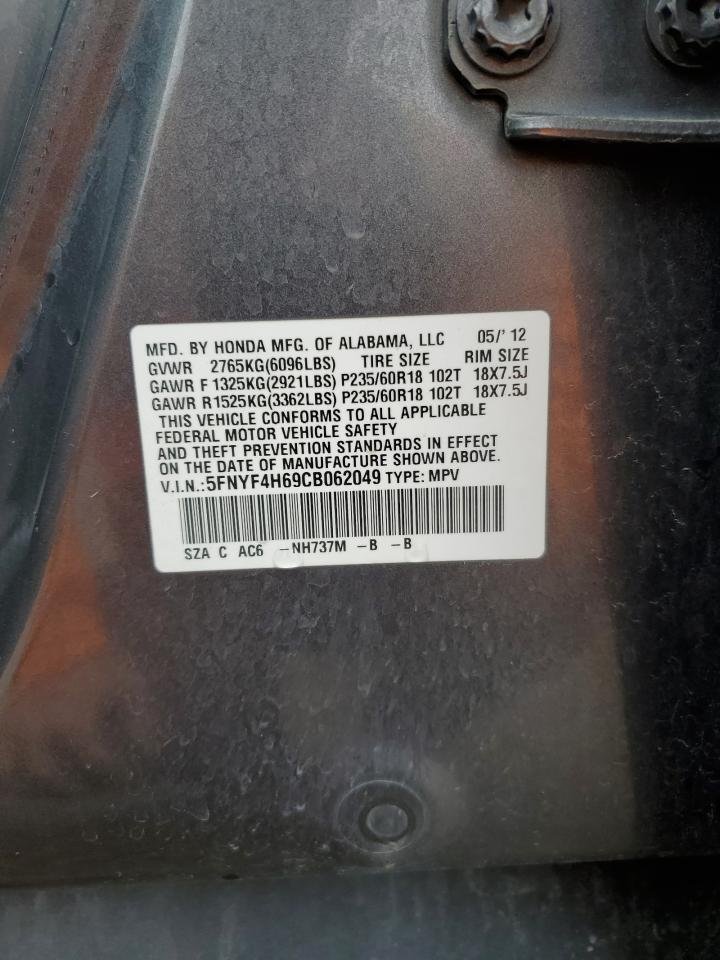 MFD. BY HONDA MFG. OF ALABAMA, LLC 05/'12
GVWR 2765KG(6096LBS) TIRE SIZE RIM SIZE
GAWR F 1325KG(2921LBS) P235/60R18 102T 18X7.5J
GAWR R1525KG(3362LBS) P235/60R18 102T 18X7.5J
THIS VEHICLE CONFORMS TO ALL APPLICABLE
FEDERAL MOTOR VEHICLE SAFETY
AND THEFT PREVENTION STANDARDS IN EFFECT
ON THE DATE OF MANUFACTURE SHOWN ABOVE.
V.I.N.:5FNYF4H69CB062049 TYPE: MPV
SZA C AC6 -NH737M -B -B